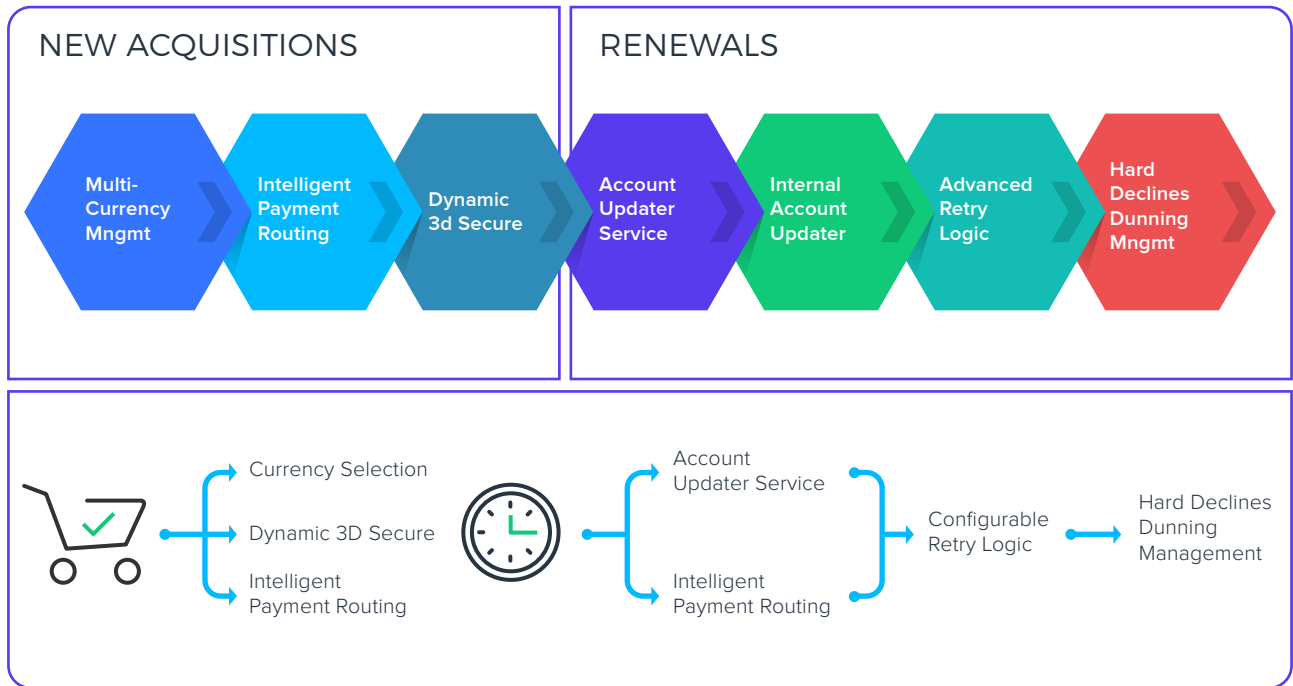 NEW ACQUISITIONS
RENEWALS
Multi-
Currency
Mngmt
Intelligent
Payment
Routing
Dynamic
3d Secure
Account
Updater
Service
Internal
Account
Updater
Advanced
Retry
Logic
Hard
Declines
Dunning
Mngmt
Currency Selection
Dynamic 3D Secure
Intelligent
Payment Routing
Account
Updater Service
Intelligent
Payment Routing
Configurable
Retry Logic
Hard Declines
Dunning
Management